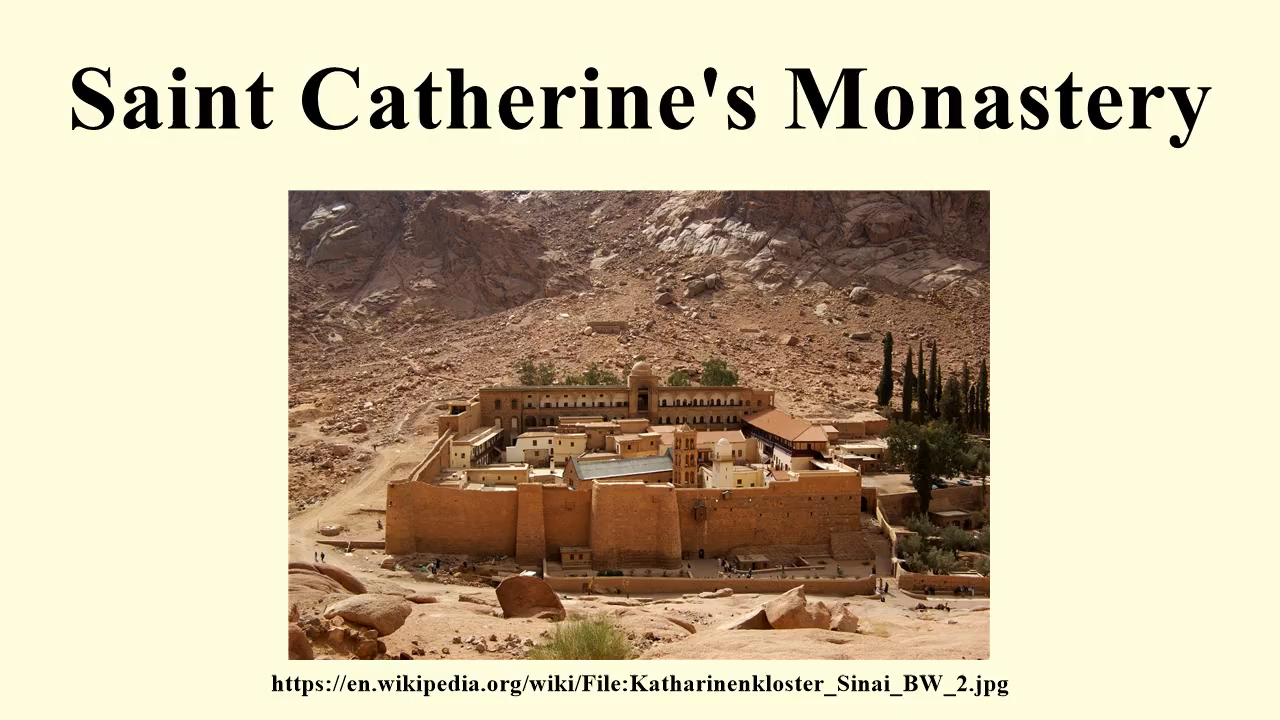 Saint Catherine's Monastery
https://en.wikipedia.org/wiki/File:Katharinenkloster_Sinai_BW_2.jpg